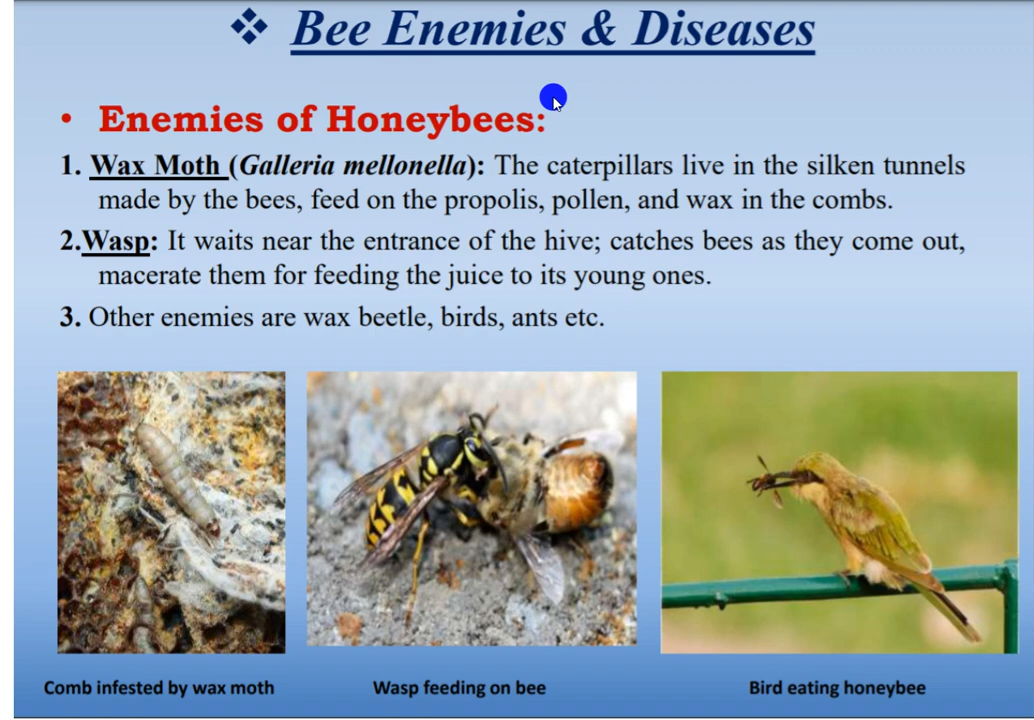 ❖ Bee Enemies & Diseases
• Enemies of Honeybees:
1. Wax Moth (Galleria mellonella): The caterpillars live in the silken tunnels
made by the bees, feed on the propolis, pollen, and wax in the combs.
2.Wasp: It waits near the entrance of the hive; catches bees as they come out,
macerate them for feeding the juice to its young ones.
3. Other enemies are wax beetle, birds, ants etc.
Comb infested by wax moth
Wasp feeding on bee
Bird eating honeybee